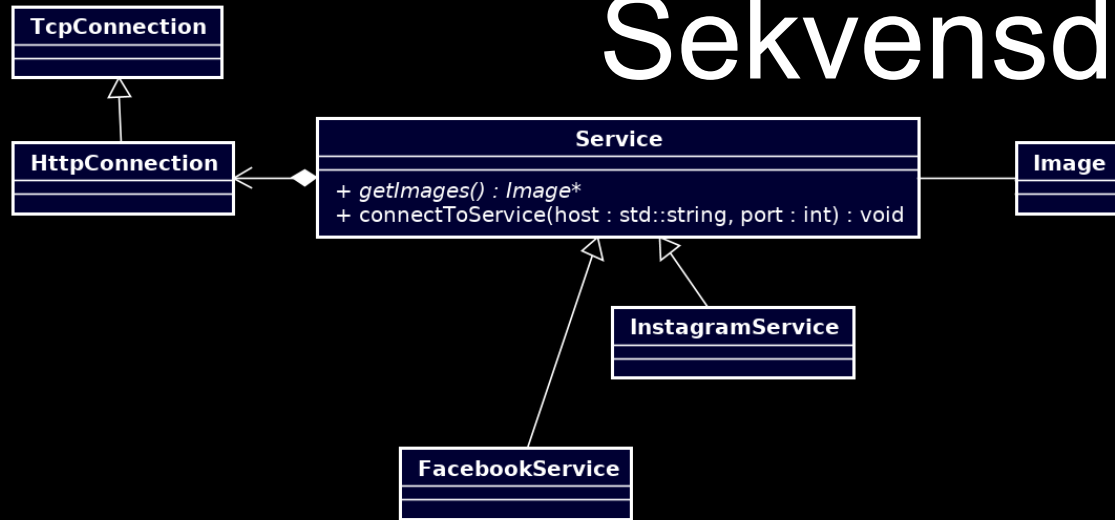 Sekvensd
TcpConnection
HttpConnection
Service
+ getImages() : Image*
+ connectToService(host : std::string, port : int) : void
Image
InstagramService
FacebookService